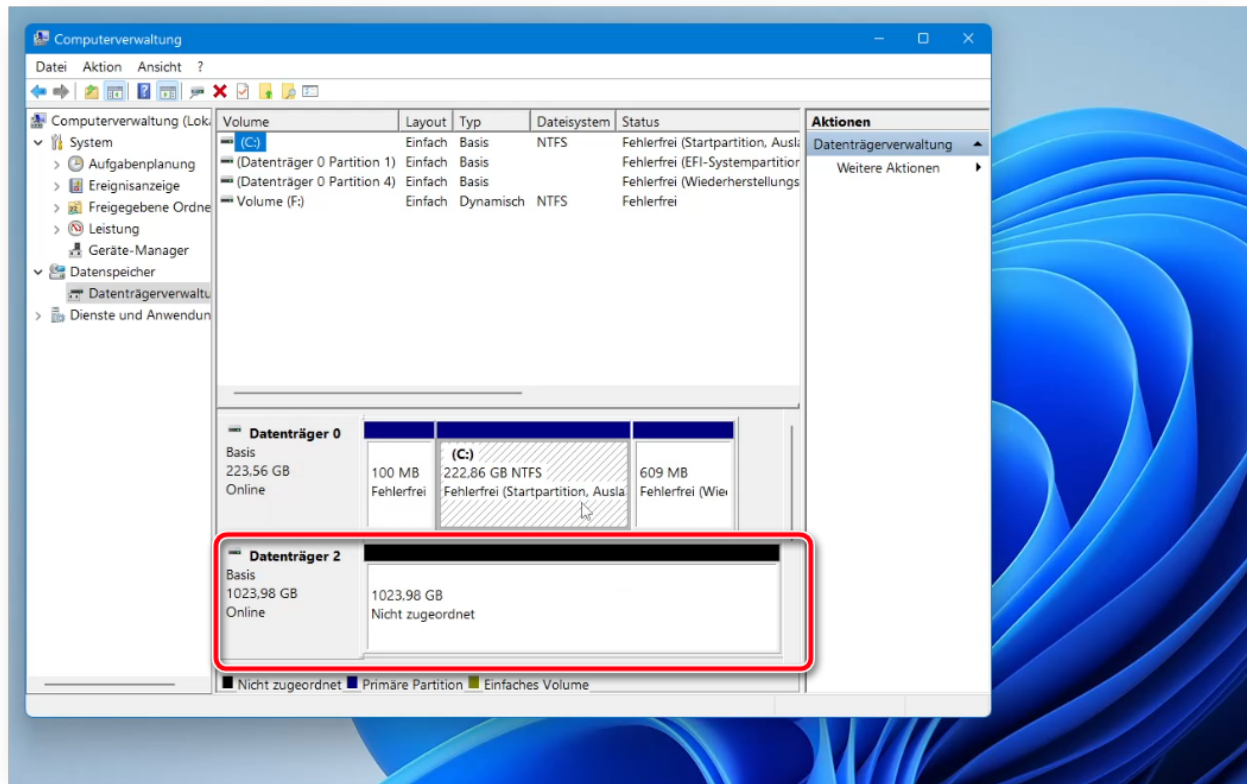 Computerverwaltung
Datei Aktion Ansicht ?
Computerverwaltung (Loka
System
Aufgabenplanung
Ereignisanzeige
Freigegebene Ordne
Leistung
Geräte-Manager
Datenspeicher
Datenträgerverwaltu
Dienste und Anwendun
Volume Layout Typ Dateisystem Status
(C:) Einfach Basis NTFS Fehlerfrei (Startpartition, Ausla
(Datenträger 0 Partition 1) Einfach Basis Fehlerfrei (EFI-Systempartition
(Datenträger 0 Partition 4) Einfach Basis Fehlerfrei (Wiederherstellungs
Volume (F:) Einfach Dynamisch NTFS Fehlerfrei
Aktionen
Datenträgerverwaltung
Weitere Aktionen
Datenträger 0
Basis
223,56 GB
Online
100 MB
Fehlerfrei
(C:)
222,86 GB NTFS
Fehlerfrei (Startpartition, Ausla
609 MB
Fehlerfrei (Wie
Datenträger 2
Basis
1023,98 GB
Online
1023,98 GB
Nicht zugeordnet
Nicht zugeordnet Primäre Partition Einfaches Volume